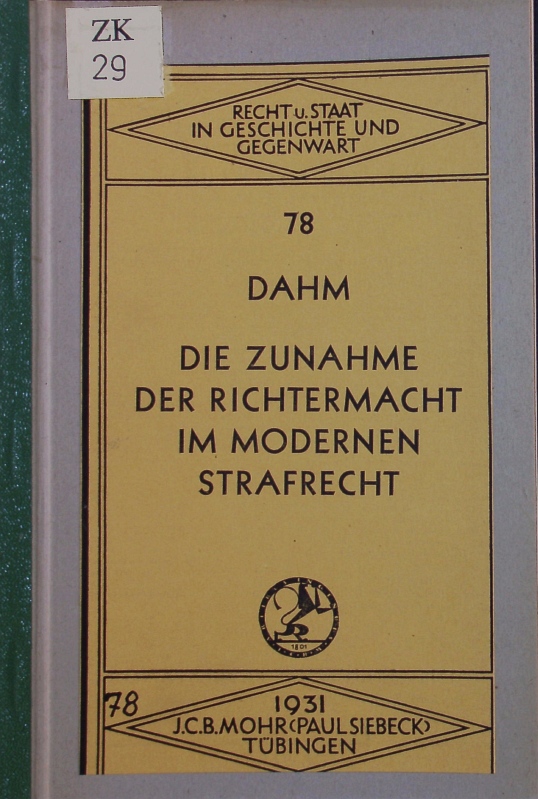 ZK
29
RECHT u. STAAT
IN GESCHICHTE UND
GEGENWART
78
DAHM
DIE ZUNAHME
DER RICHTERMACHT
IM MODERNEN
STRAFRECHT
1801
78
1931
J.C.B. MOHR (PAUL SIEBECK)
TÜBINGEN